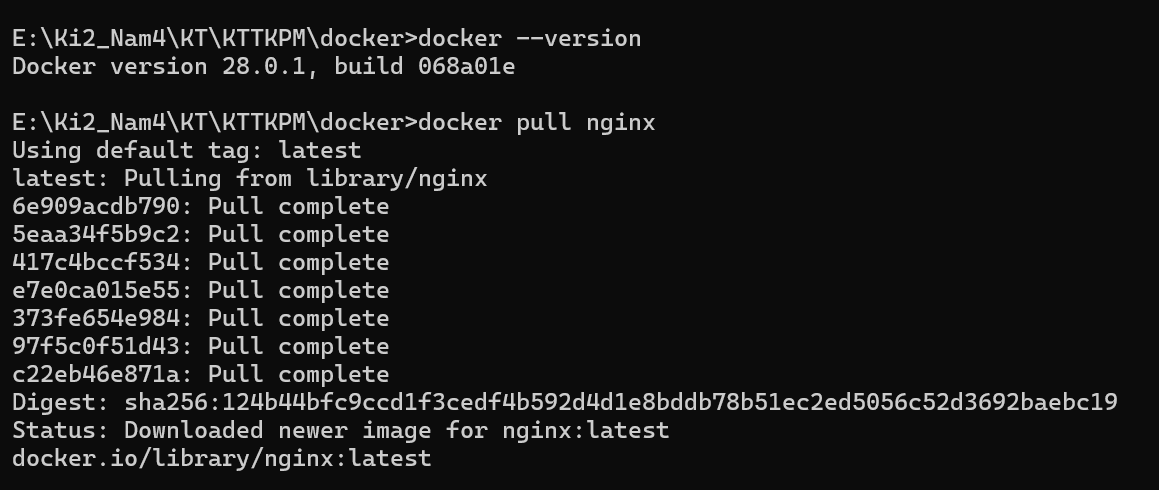 E:\Ki2_Nam4\KT\KTTKPM\docker>docker --version
Docker version 28.0.1, build 068a01e
E:\Ki2_Nam4\KT\KTTKPM\docker>docker pull nginx
Using default tag: latest
latest: Pulling from library/nginx
6e909acdb790: Pull complete
5eaa34f5b9c2: Pull complete
417c4bccf534: Pull complete
e7e0ca015e55: Pull complete
373fe654e984: Pull complete
97f5c0f51d43: Pull complete
c22eb46e871a: Pull complete
Digest: sha256:124b44bfc9ccd1f3cedf4b592d4d1e8bddb78b51ec2ed5056c52d3692baebc19
Status: Downloaded newer image for nginx:latest
docker.io/library/nginx:latest